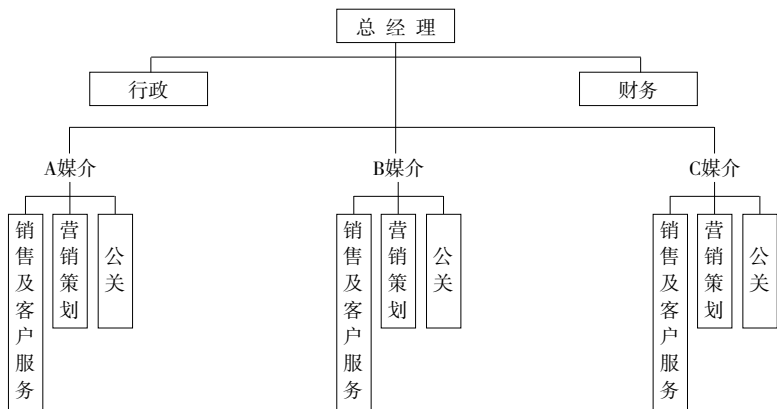 总经理
行政
财务
A媒介
B媒介
C媒介
销售及客户服务
营销策划
公关
销售及客户服务
营销策划
公关
销售及客户服务
营销策划
公关